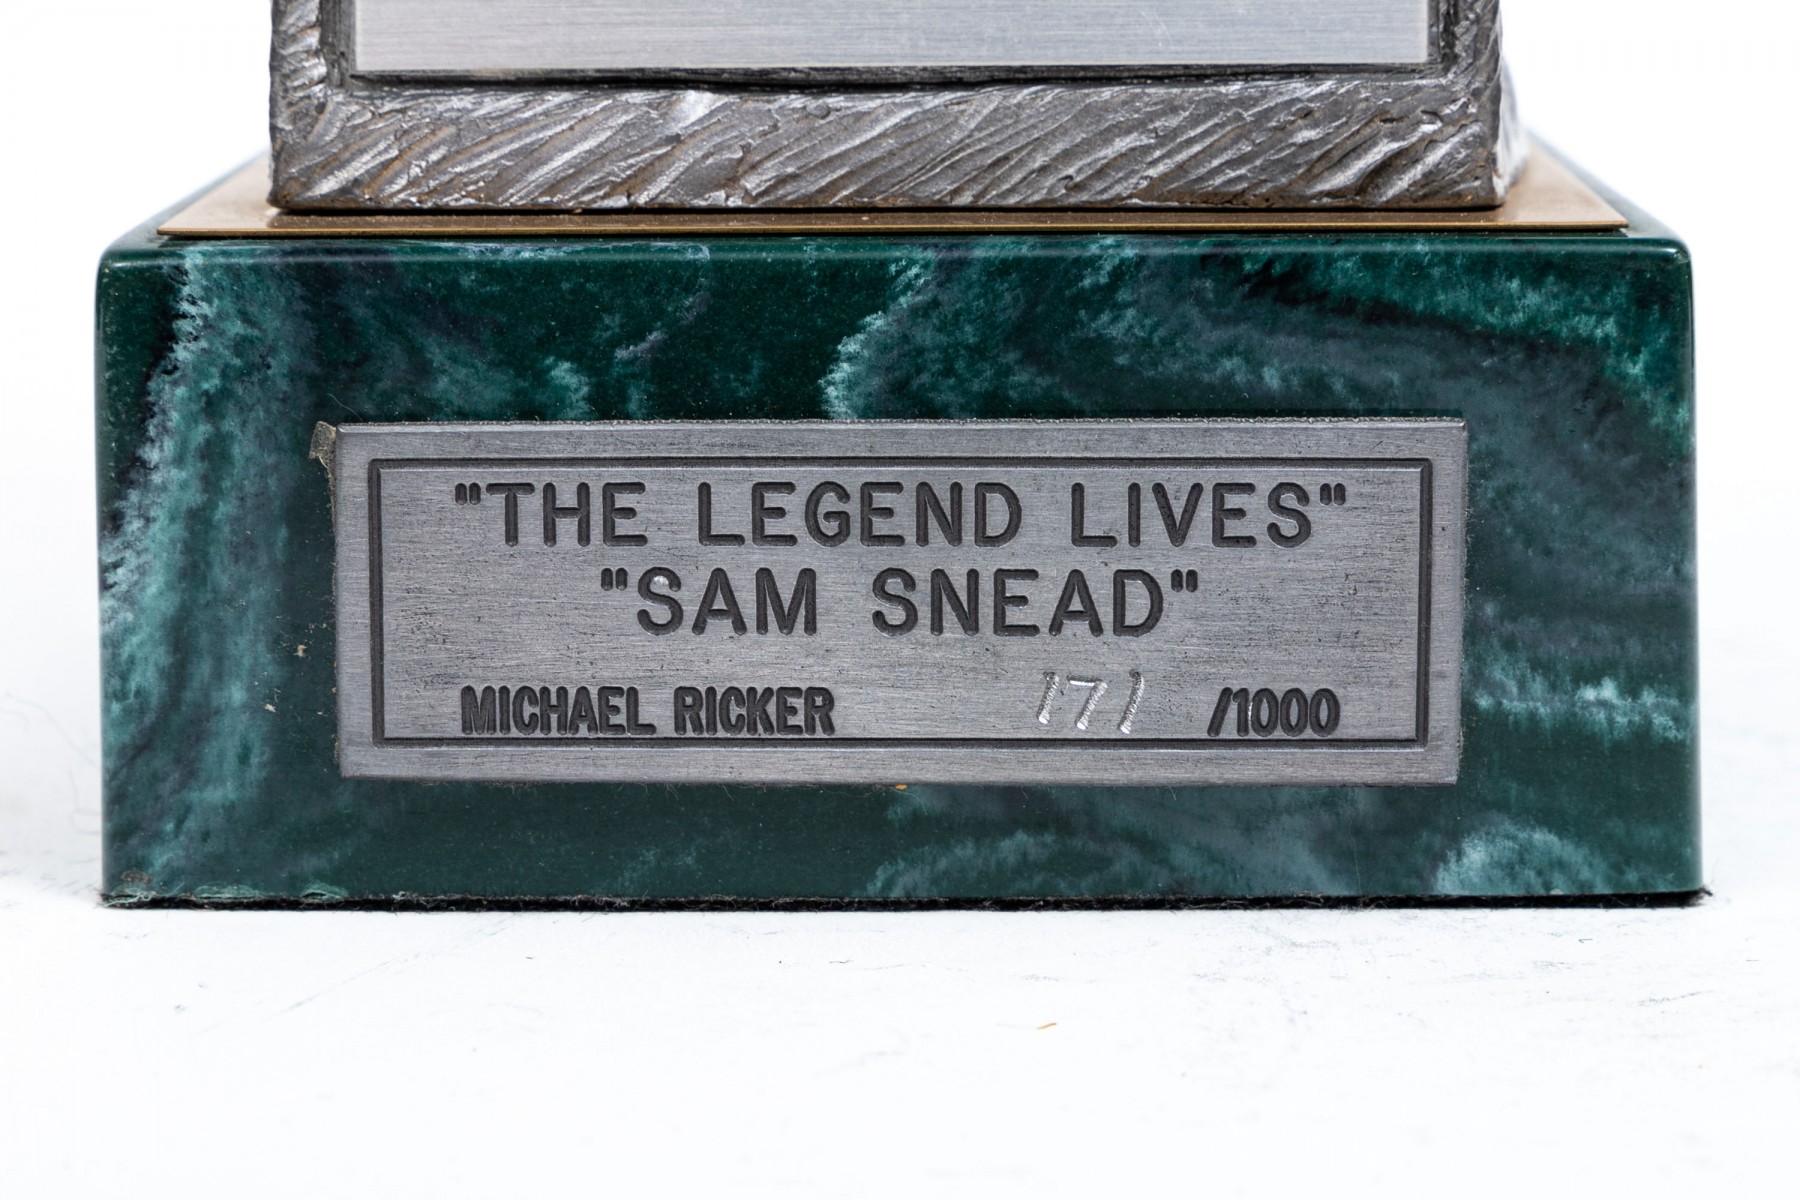 "THE LEGEND LIVES"
"SAM SNEAD"
MICHAEL RICKER 171 /1000